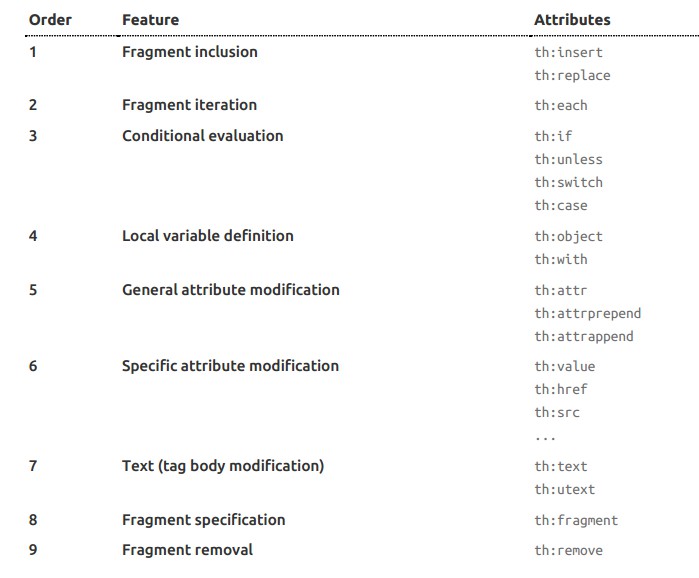 Order Feature Attributes
1 Fragment inclusion th:insert
th:replace
2 Fragment iteration th:each
3 Conditional evaluation th:if
th:unless
th:switch
th:case
4 Local variable definition th:object
th:with
5 General attribute modification th:attr
th:attrprepend
th:attrappend
6 Specific attribute modification th:value
th:href
th:src
...
7 Text (tag body modification) th:text
th:utext
8 Fragment specification th:fragment
9 Fragment removal th:remove